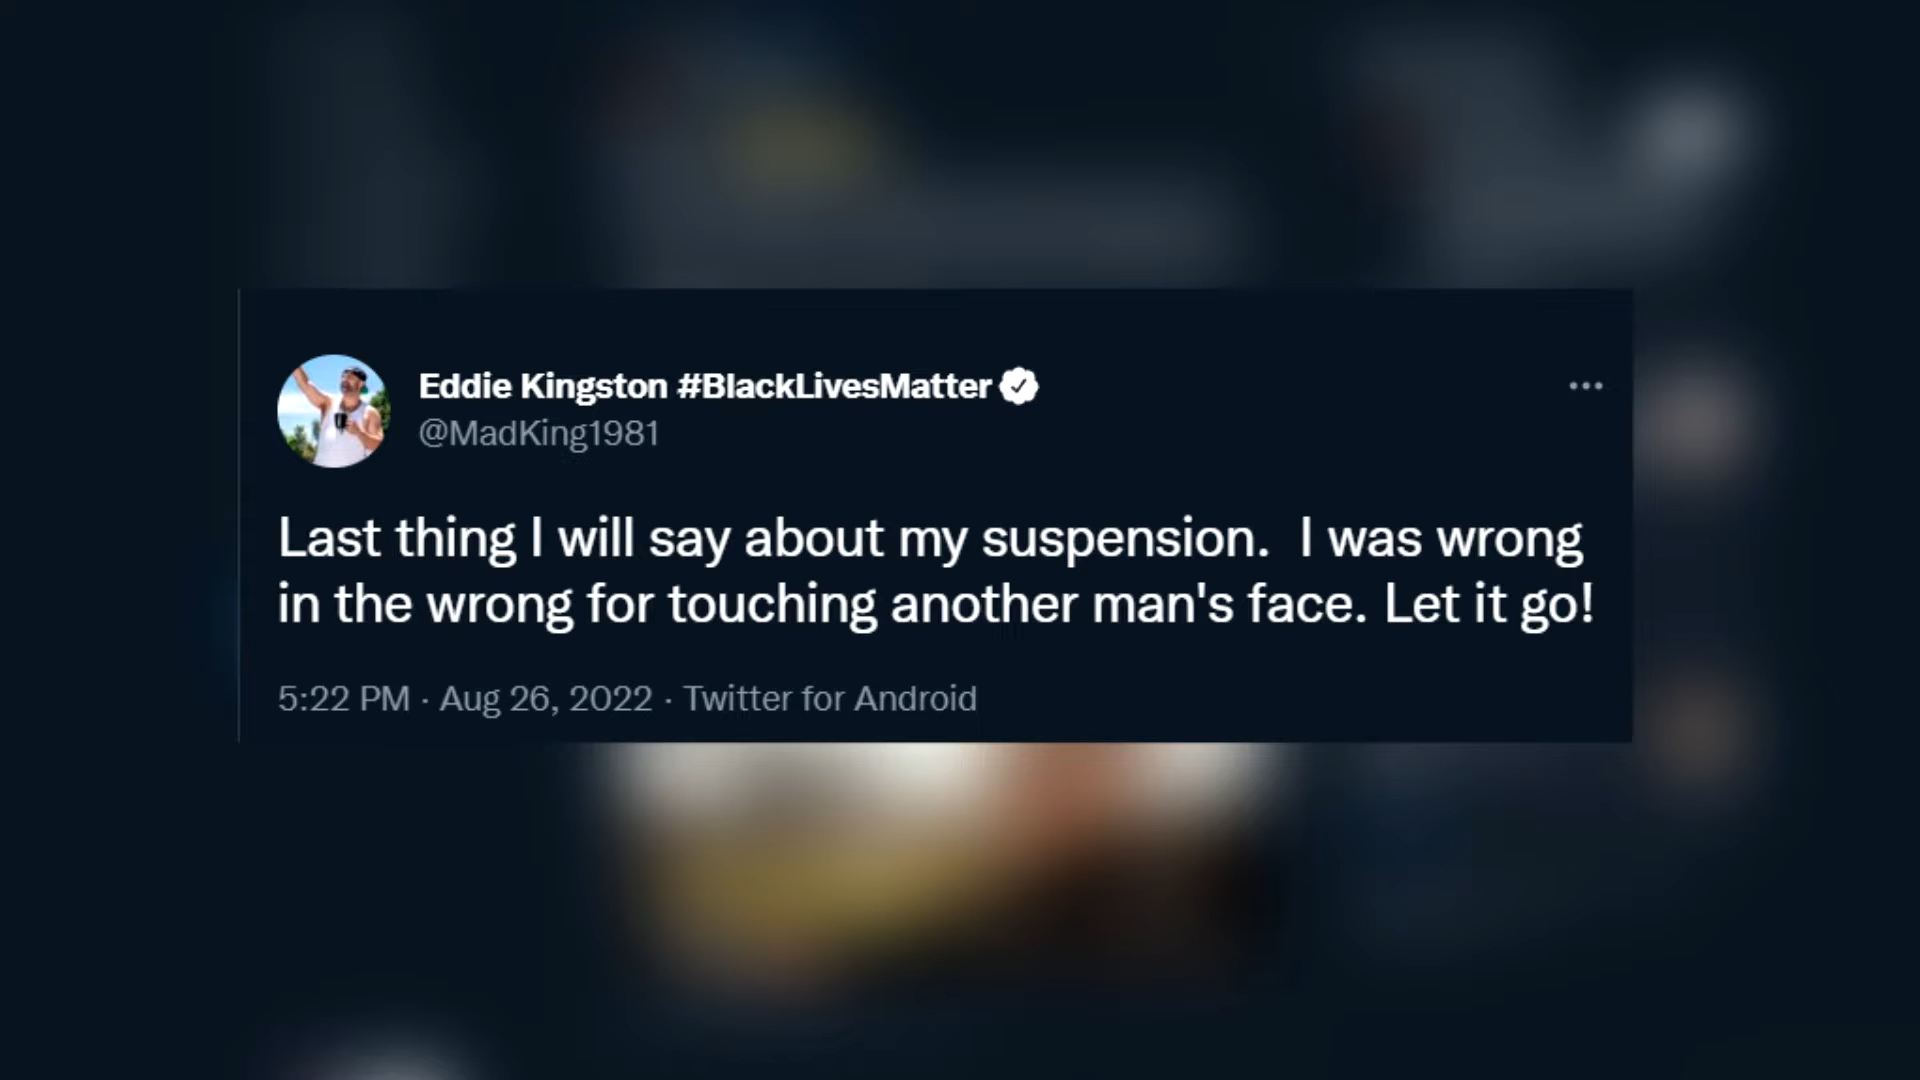 Eddie Kingston #BlackLivesMatter
@MadKing1981
Last thing I will say about my suspension.  I was wrong
in the wrong for touching another man's face. Let it go!
5:22 PM · Aug 26, 2022 · Twitter for Android